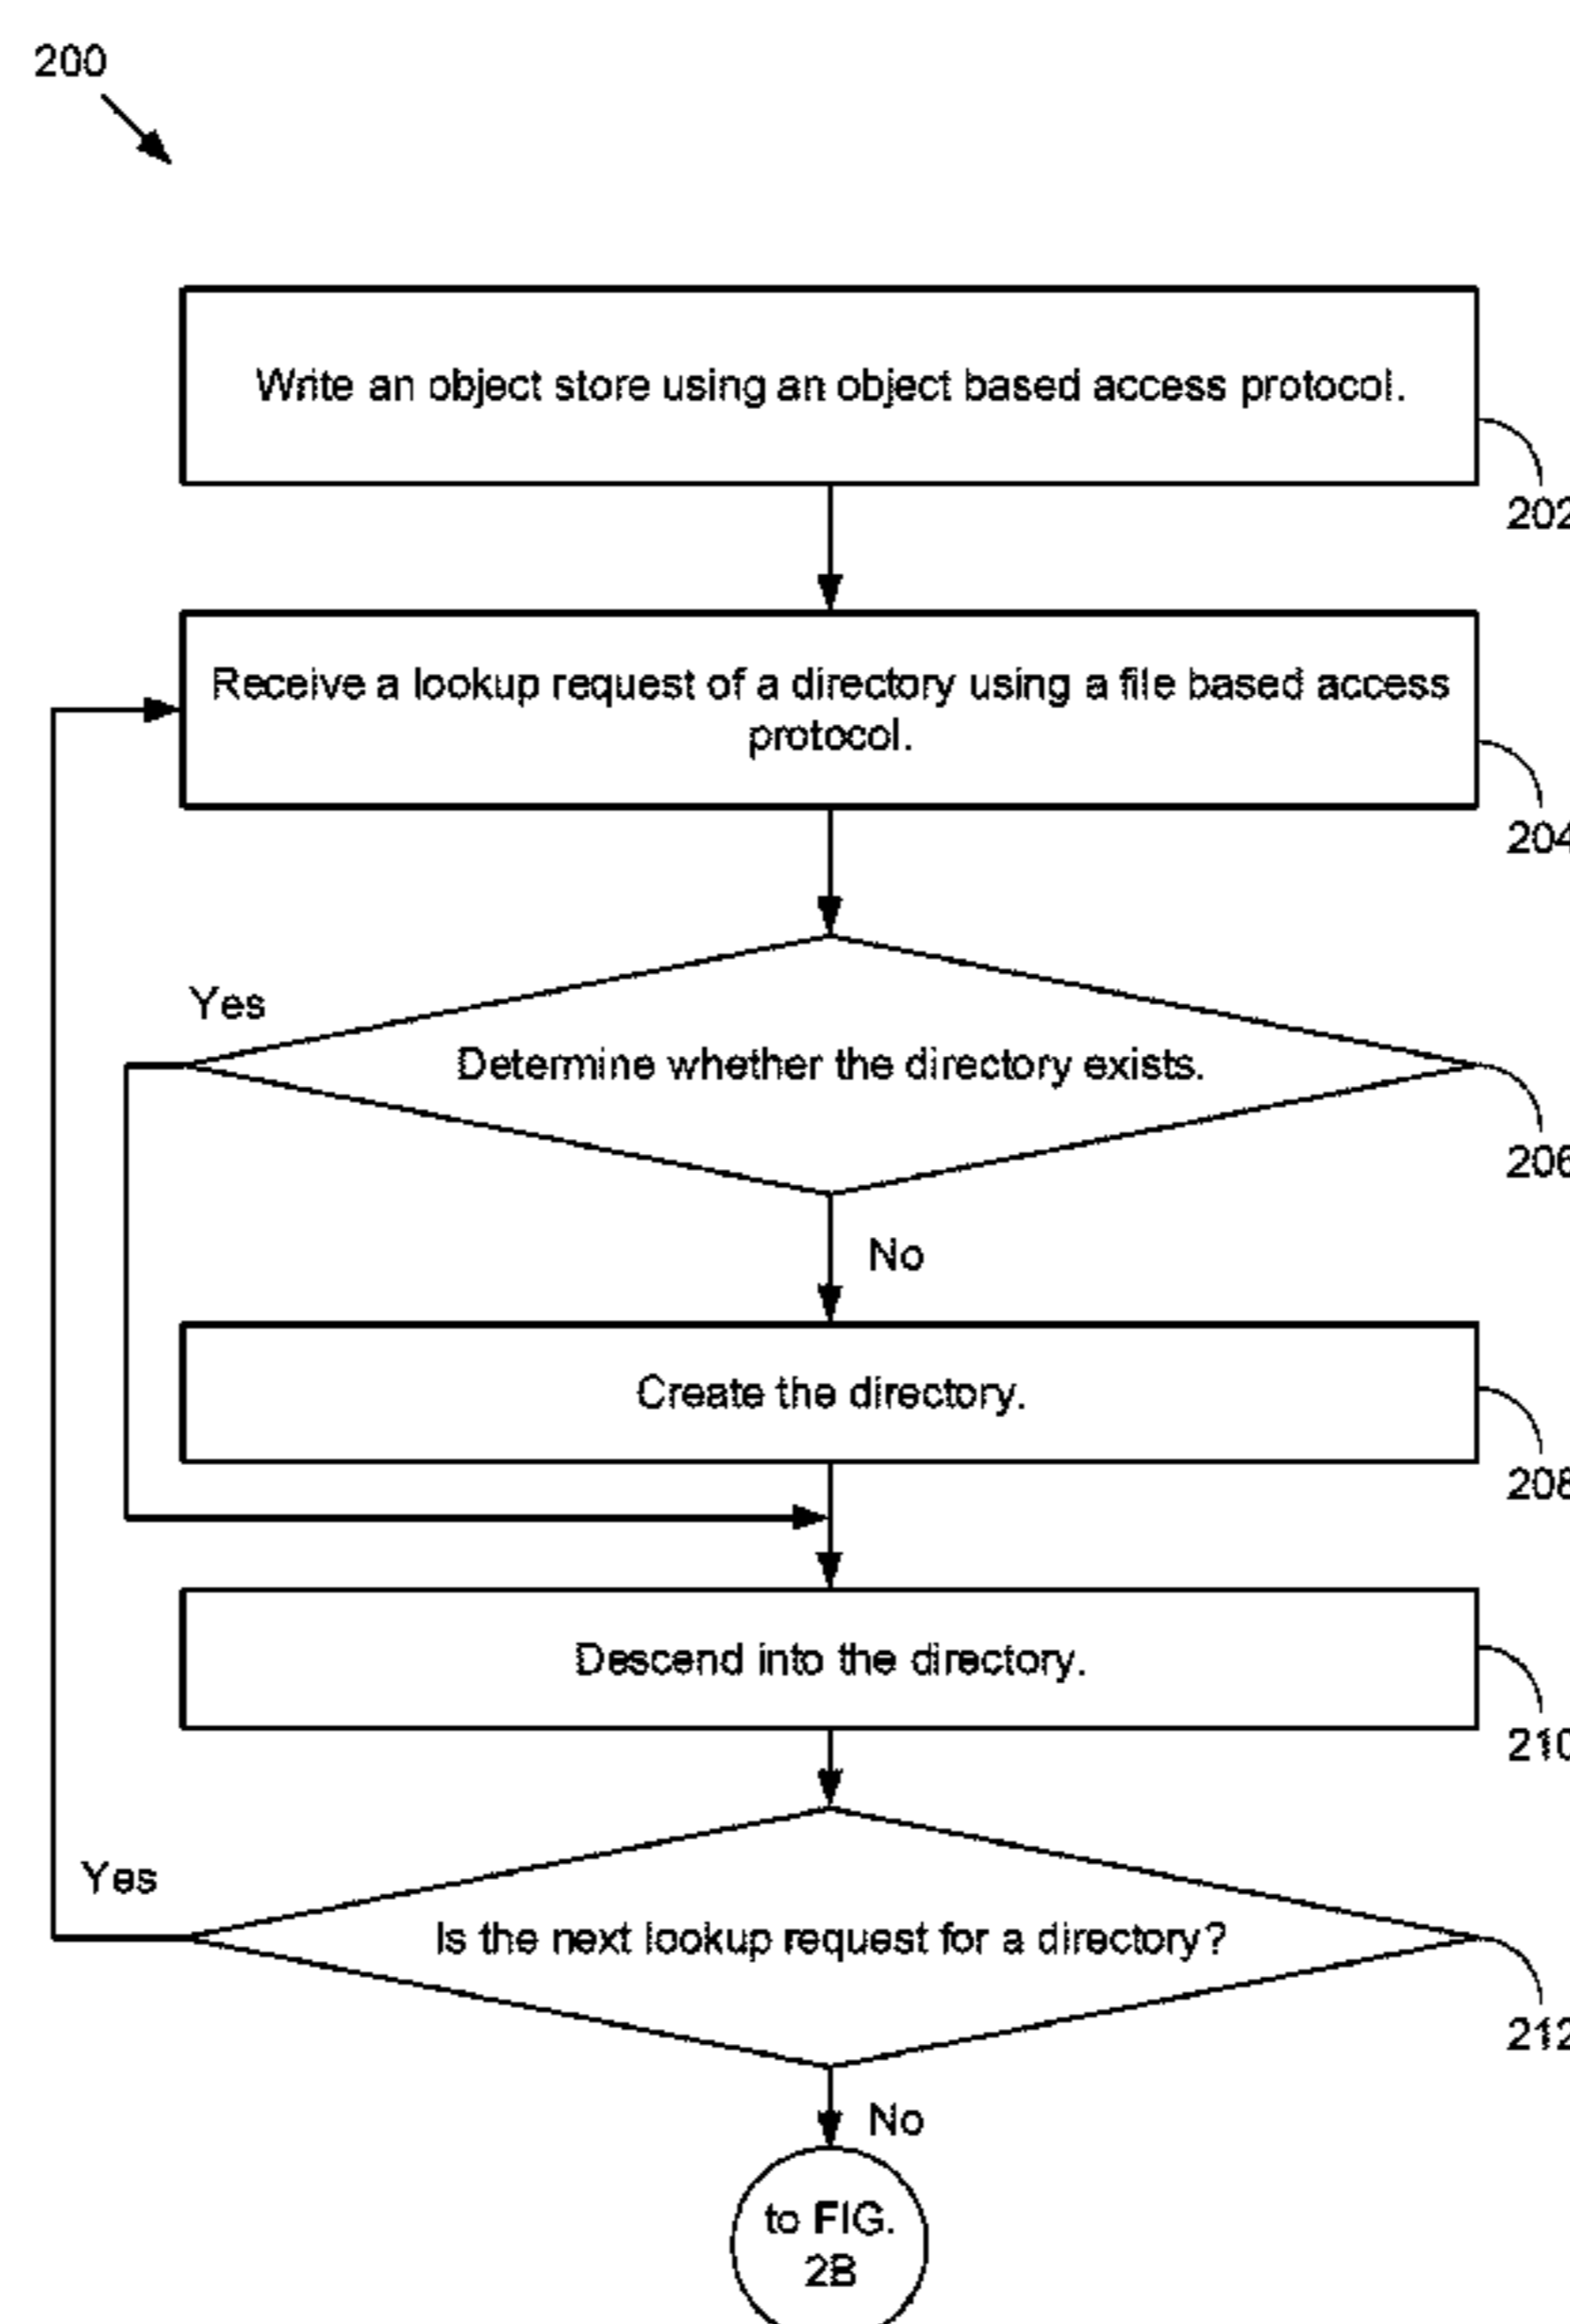 200
Write an object store using an object based access protocol.
202
Receive a lookup request of a directory using a file based access
protocol.
204
Yes
Determine whether the directory exists.
206
No
Create the directory.
208
Descend into the directory.
210
Yes
Is the next lookup request for a directory?
212
No
to FIG.
2B